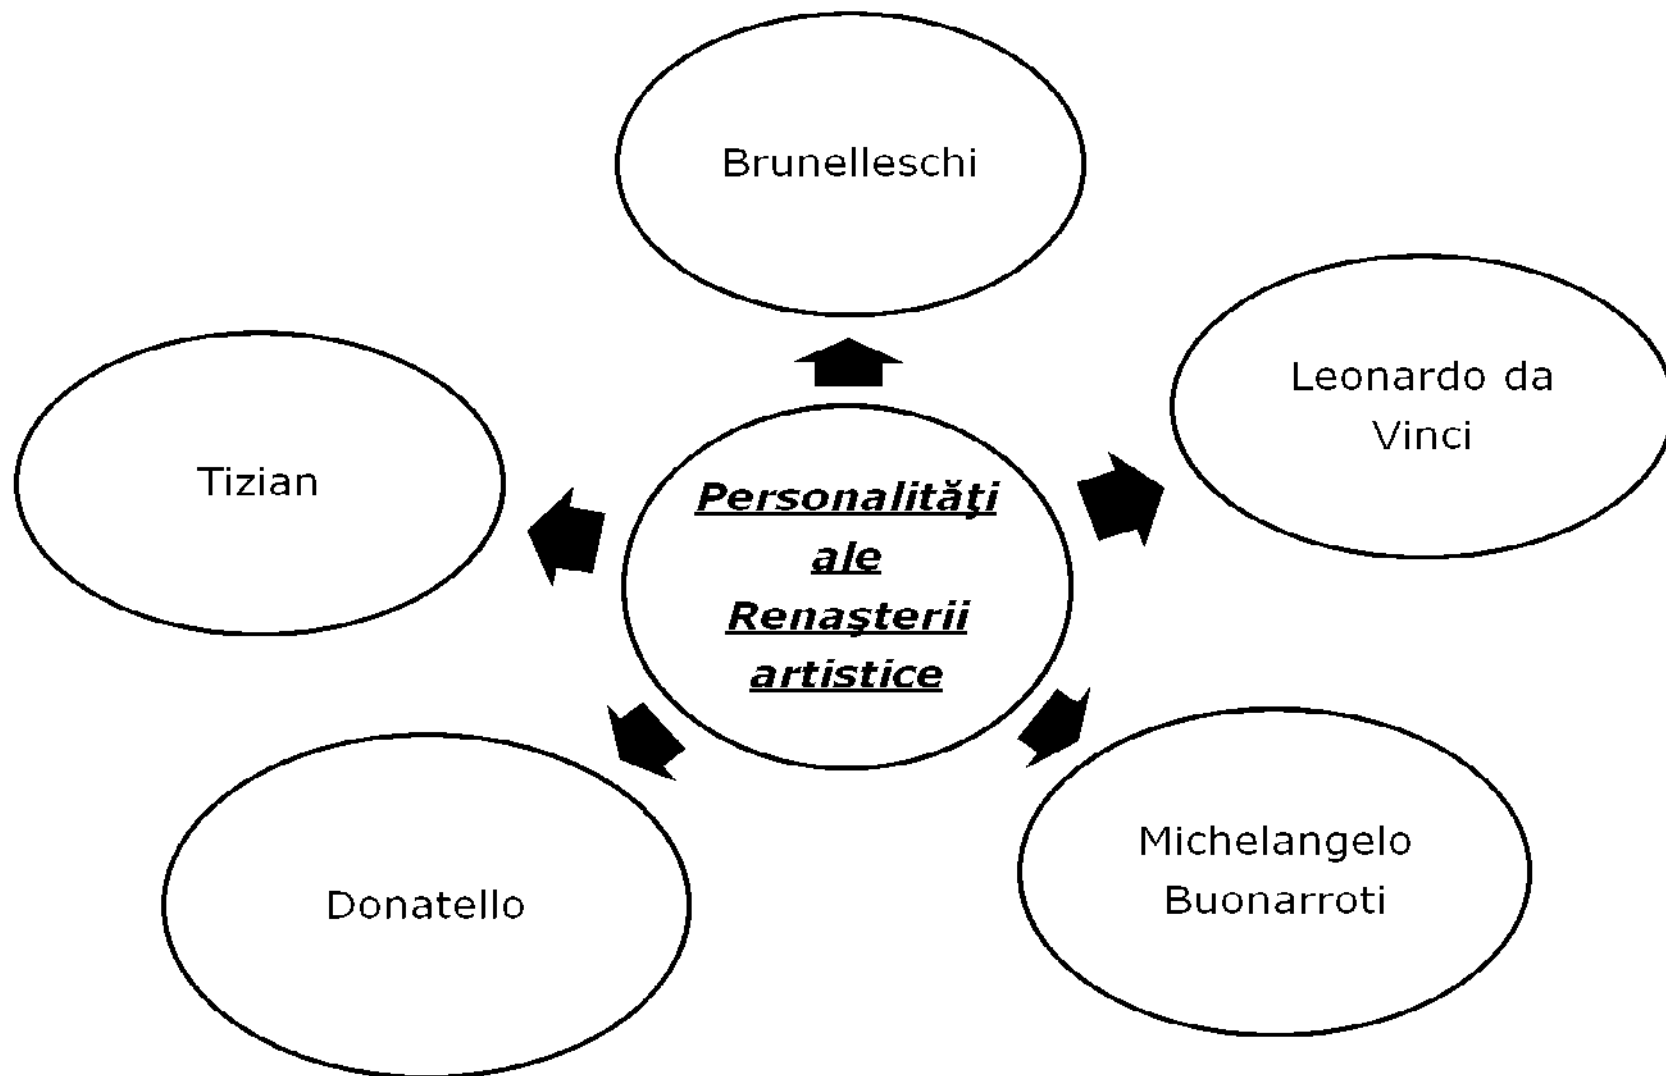 Brunelleschi
Leonardo da
Vinci
Tizian
Personalităţi
ale
Renaşterii
artistice
Michelangelo
Buonarroti
Donatello